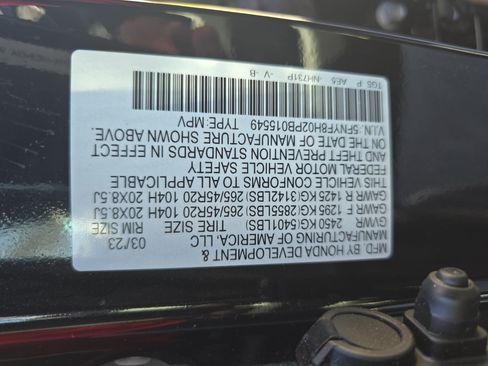 MFD. BY HONDA DEVELOPMENT &
MANUFACTURING OF AMERICA, LLC 03/23
GVWR 2450 KG(5401LBS) TIRE SIZE RIM SIZE
GAWR F 1295 KG(2855LBS)265/45R20 104H 20X8.5J
GAWR R 1425 KG(3142LBS)265/45R20 104H 20X8.5J
THIS VEHICLE CONFORMS TO ALL APPLICABLE
FEDERAL MOTOR VEHICLE SAFETY
AND THEFT PREVENTION STANDARDS IN EFFECT
ON THE DATE OF MANUFACTURE SHOWN ABOVE.
V.I.N.: 5FNYF8H02PB015549 TYPE: MPV
TG5 P AE5 -NH731P -V -B